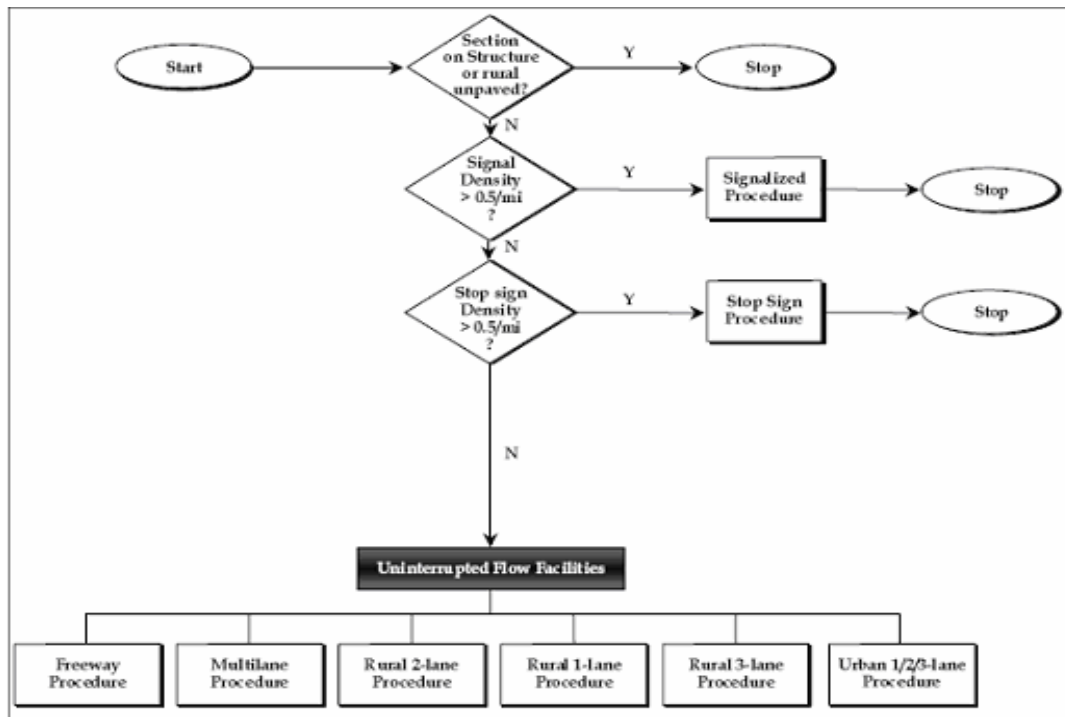 Start
Section
on Structure
or rural
unpaved?
Y
Stop
N
Signal
Density
> 0.5/mi
?
Y
Signalized
Procedure
Stop
N
Stop sign
Density
> 0.5/mi
?
Y
Stop Sign
Procedure
Stop
N
Uninterrupted Flow Facilities
Freeway
Procedure
Multilane
Procedure
Rural 2-lane
Procedure
Rural 1-lane
Procedure
Rural 3-lane
Procedure
Urban 1/2/3-lane
Procedure